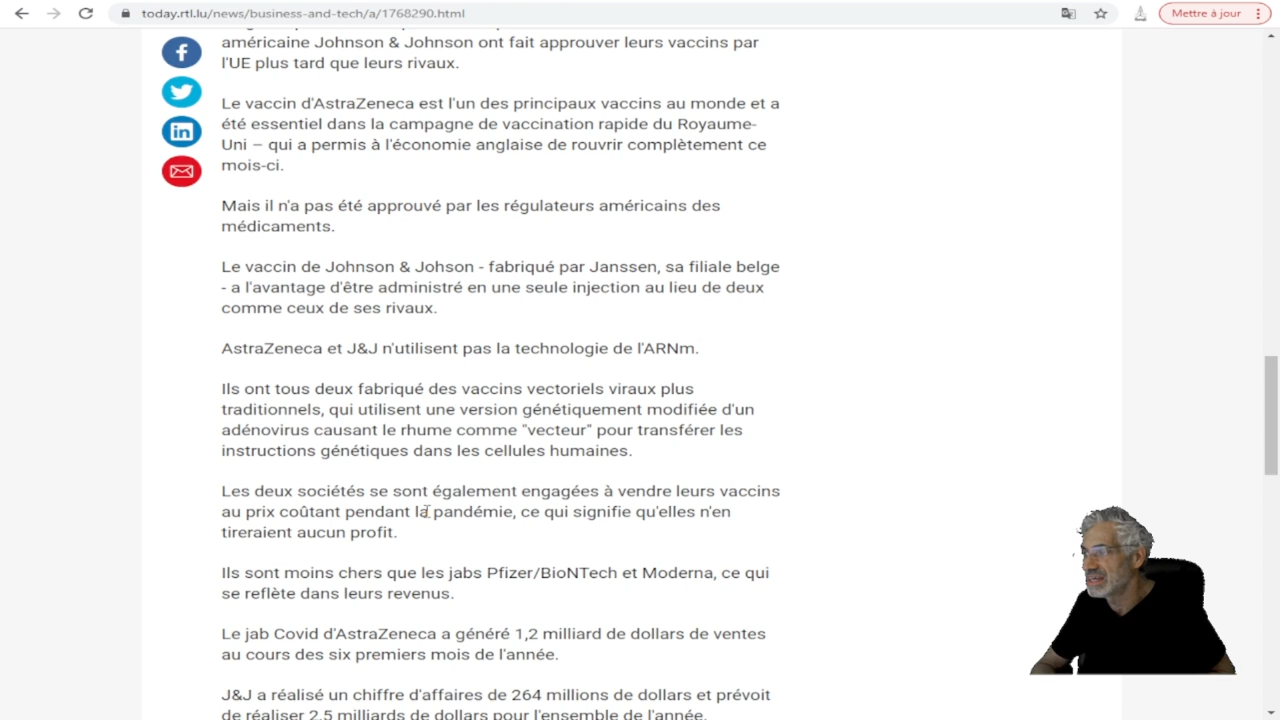 today.rtl.lu/news/business-and-tech/a/1768290.html
Mettre à jour
américaine Johnson & Johnson ont fait approuver leurs vaccins par
l'UE plus tard que leurs rivaux.
Le vaccin d'AstraZeneca est l'un des principaux vaccins au monde et a
été essentiel dans la campagne de vaccination rapide du Royaume-
Uni – qui a permis à l'économie anglaise de rouvrir complètement ce
mois-ci.
Mais il n'a pas été approuvé par les régulateurs américains des
médicaments.
Le vaccin de Johnson & Johson - fabriqué par Janssen, sa filiale belge
- a l'avantage d'être administré en une seule injection au lieu de deux
comme ceux de ses rivaux.
AstraZeneca et J&J n'utilisent pas la technologie de l'ARNm.
Ils ont tous deux fabriqué des vaccins vectoriels viraux plus
traditionnels, qui utilisent une version génétiquement modifiée d'un
adénovirus causant le rhume comme "vecteur" pour transférer les
instructions génétiques dans les cellules humaines.
Les deux sociétés se sont également engagées à vendre leurs vaccins
au prix coûtant pendant la pandémie, ce qui signifie qu'elles n'en
tireraient aucun profit.
Ils sont moins chers que les jabs Pfizer/BioNTech et Moderna, ce qui
se reflète dans leurs revenus.
Le jab Covid d'AstraZeneca a généré 1,2 milliard de dollars de ventes
au cours des six premiers mois de l'année.
J&J a réalisé un chiffre d'affaires de 264 millions de dollars et prévoit
de réaliser 2,5 milliards de dollars pour l'ensemble de l'année.